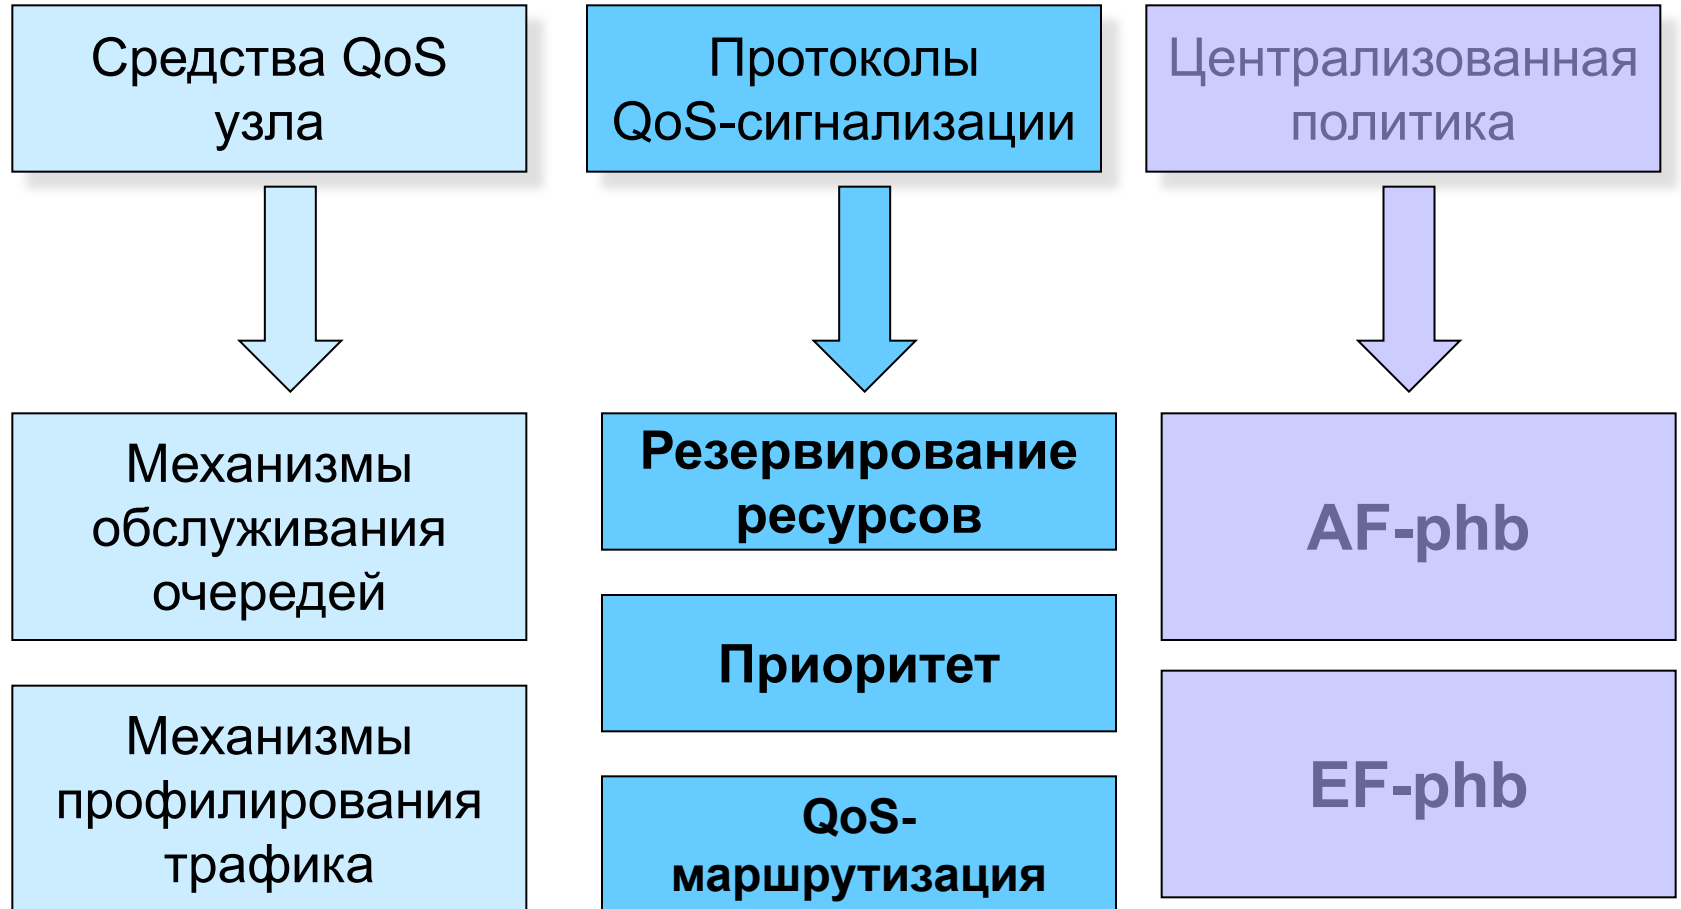 Средства QoS
узла
Протоколы
QoS-сигнализации
Централизованная
политика
Механизмы
обслуживания
очередей
Механизмы
профилирования
трафика
Резервирование
ресурсов
Приоритет
QoS-
маршрутизация
AF-phb
EF-phb